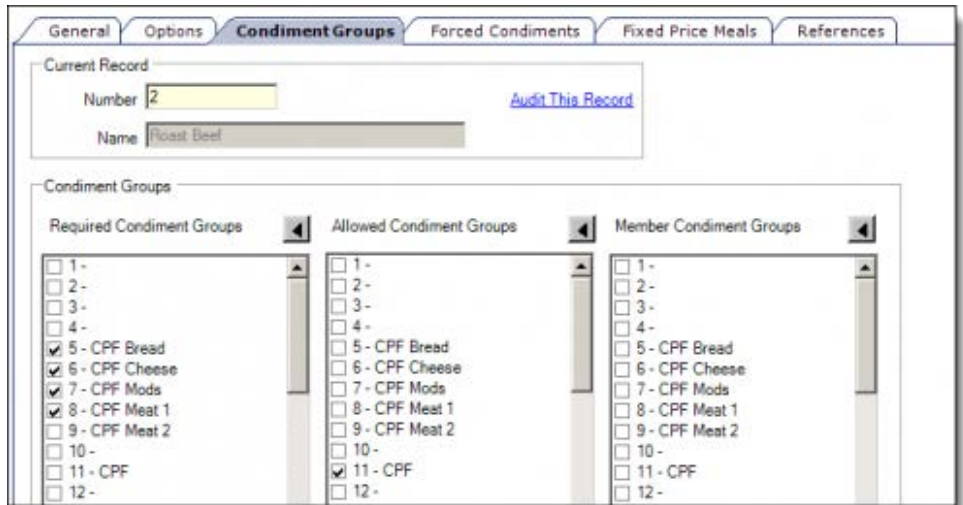 General Options Condiment Groups Forced Condiments Fixed Price Meals References
Current Record
Number 2 Audit This Record
Name Roast Beef
Condiment Groups
Required Condiment Groups Allowed Condiment Groups Member Condiment Groups
1 - 1 - 1 -
2 - 2 - 2 -
3 - 3 - 3 -
4 - 4 - 4 -
5 - CPF Bread 5 - CPF Bread 5 - CPF Bread
6 - CPF Cheese 6 - CPF Cheese 6 - CPF Cheese
7 - CPF Mods 7 - CPF Mods 7 - CPF Mods
8 - CPF Meat 1 8 - CPF Meat 1 8 - CPF Meat 1
9 - CPF Meat 2 9 - CPF Meat 2 9 - CPF Meat 2
10 - 10 - 10 -
11 - CPF 11 - CPF 11 - CPF
12 - 12 - 12 -